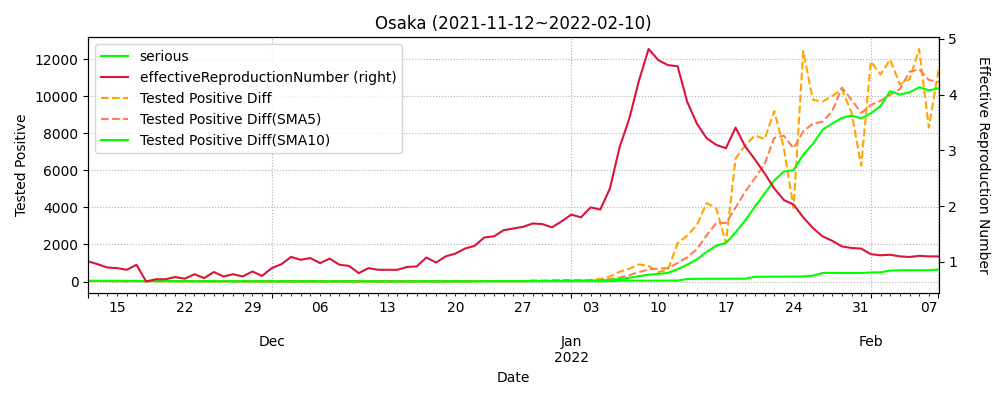 Osaka (2021-11-12~2022-02-10)
serious
effectiveReproductionNumber (right)
Tested Positive Diff
Tested Positive Diff(SMA5)
Tested Positive Diff(SMA10)
Tested Positive
12000
10000
8000
6000
4000
2000
0
5
4
3
2
1
Effective Reproduction Number
15 22 29 06 13 20 27 03 10 17 24 31 07
Dec Jan Feb
2022
Date